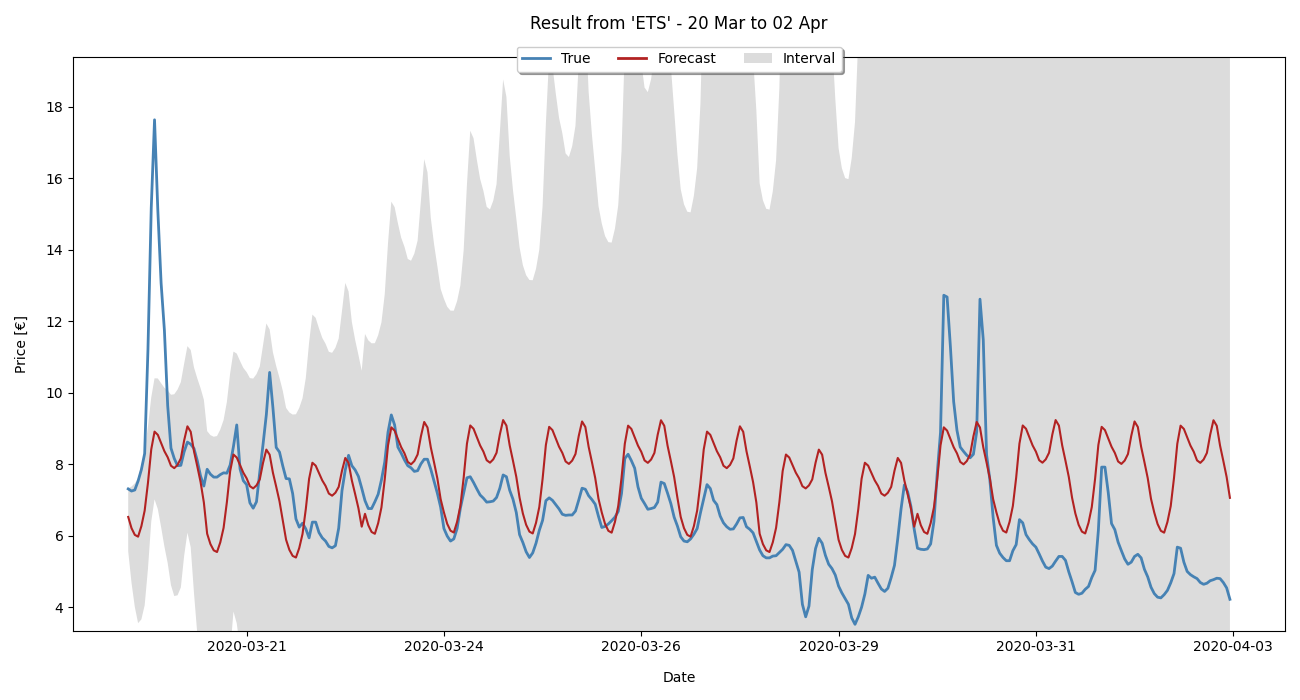 Result from 'ETS' - 20 Mar to 02 Apr
True Forecast Interval
Price [€]
18
16
14
12
10
8
6
4
2020-03-21 2020-03-24 2020-03-26 2020-03-29 2020-03-31 2020-04-03
Date